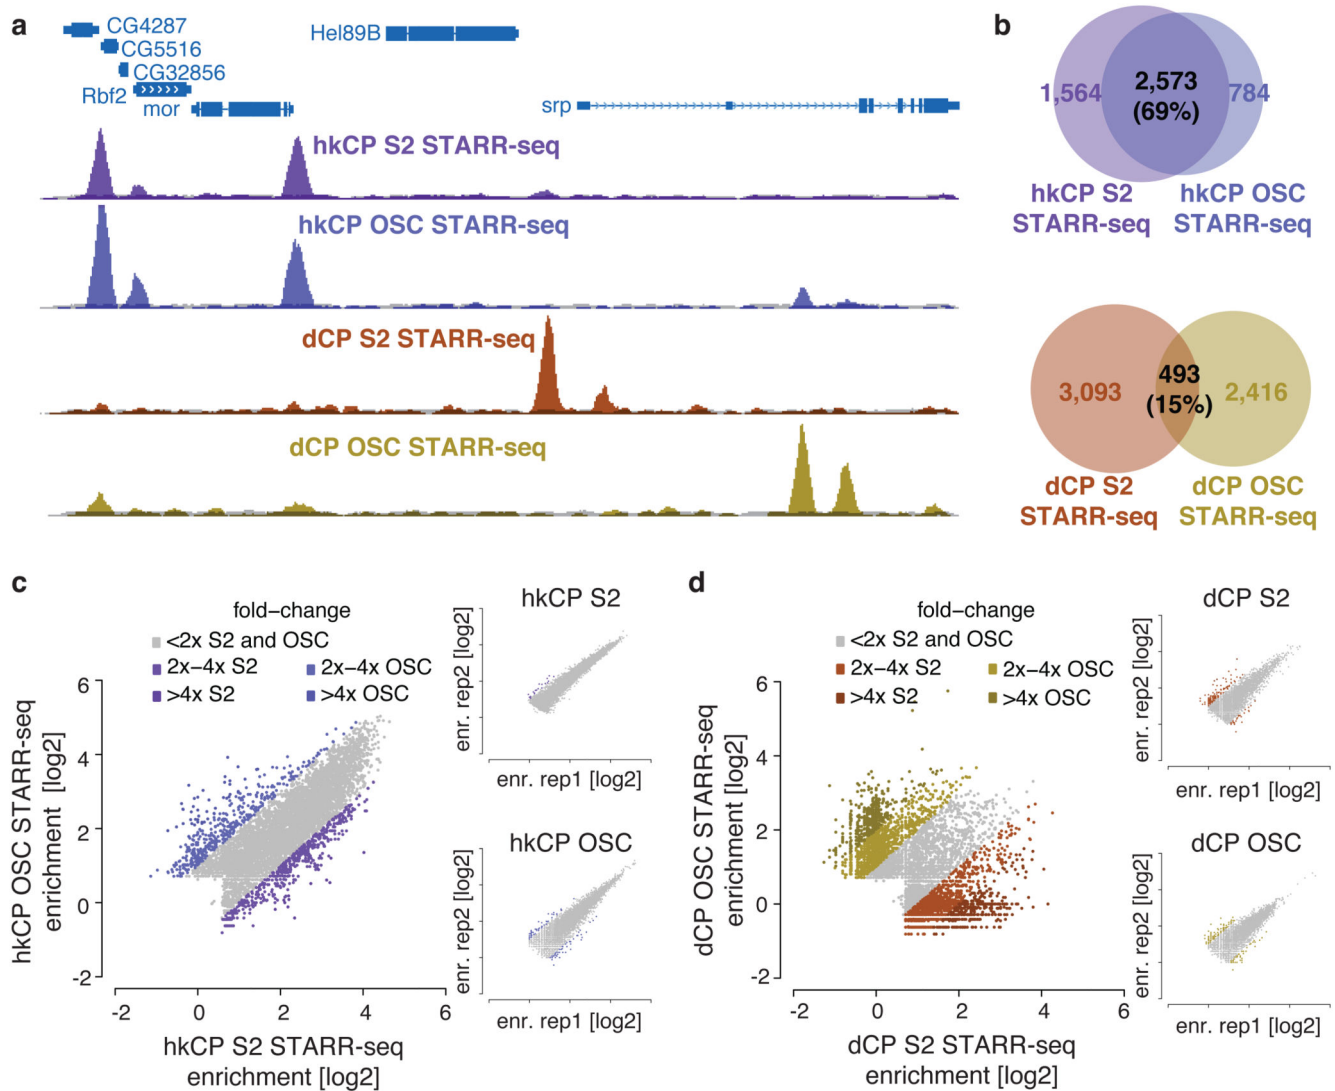 a
CG4287
CG5516
CG32856
Rbf2
mor
Hel89B
srp
hkCP S2 STARR-seq
hkCP OSC STARR-seq
dCP S2 STARR-seq
dCP OSC STARR-seq
b
1,564
2,573
(69%)
784
hkCP S2
STARR-seq
hkCP OSC
STARR-seq
3,093
493
(15%)
2,416
dCP S2
STARR-seq
dCP OSC
STARR-seq
c
fold−change
<2x S2 and OSC
2x−4x S2
2x−4x OSC
>4x S2
>4x OSC
hkCP OSC STARR-seq
enrichment [log2]
6
4
2
0
-2
-2
0
2
4
6
hkCP S2 STARR-seq
enrichment [log2]
hkCP S2
enr. rep2 [log2]
enr. rep1 [log2]
hkCP OSC
enr. rep2 [log2]
enr. rep1 [log2]
d
fold−change
<2x S2 and OSC
2x−4x S2
2x−4x OSC
>4x S2
>4x OSC
dCP OSC STARR-seq
enrichment [log2]
6
4
2
0
-2
-2
0
2
4
6
dCP S2 STARR-seq
enrichment [log2]
dCP S2
enr. rep2 [log2]
enr. rep1 [log2]
dCP OSC
enr. rep2 [log2]
enr. rep1 [log2]